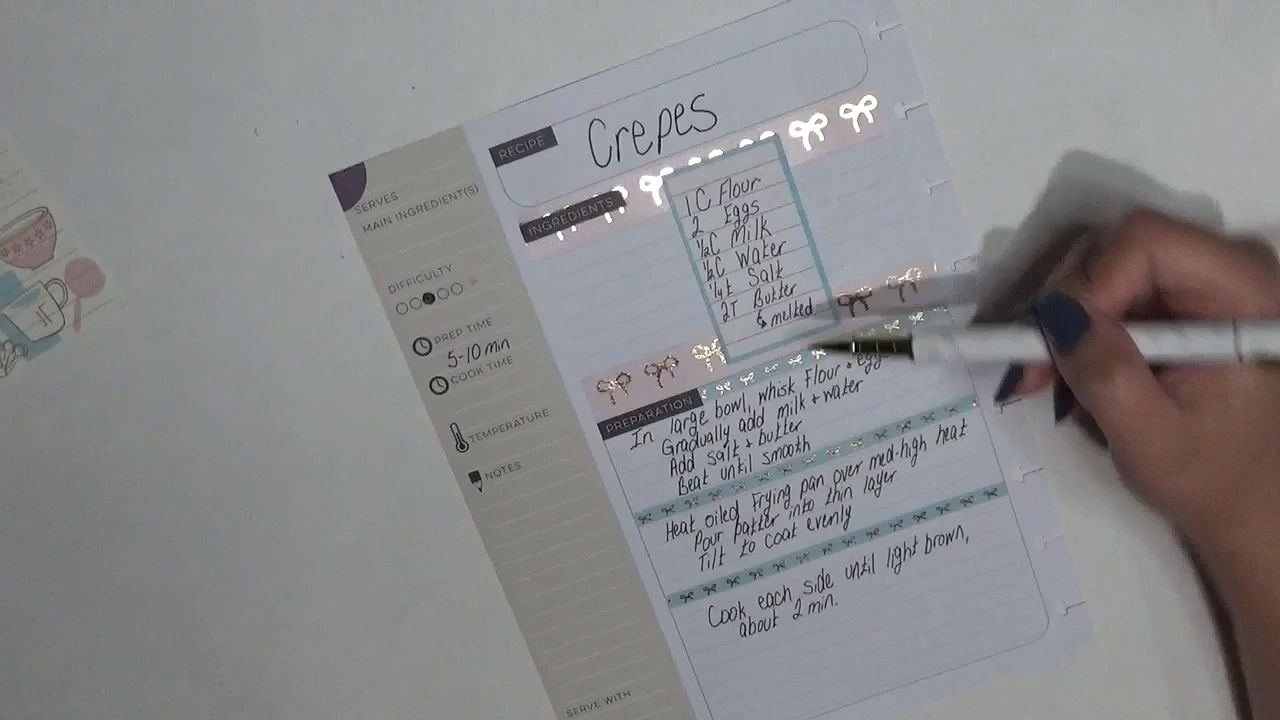 RECIPE
Crepes
SERVES
MAIN INGREDIENT(S)
DIFFICULTY
PREP TIME
5-10 min
COOK TIME
TEMPERATURE
NOTES
SERVE WITH
INGREDIENTS
1 C Flour
2 Eggs
½C Milk
½C Water
¼t Salt
2T Butter
melted
PREPARATION
In large bowl, whisk Flour + egg
Gradually add milk + water
Add salt + butter
Beat until smooth
Heat oiled Frying pan over med-high heat
Pour patter into thin layer
Tilt to coat evenly
Cook each side until light brown,
about 2 min.